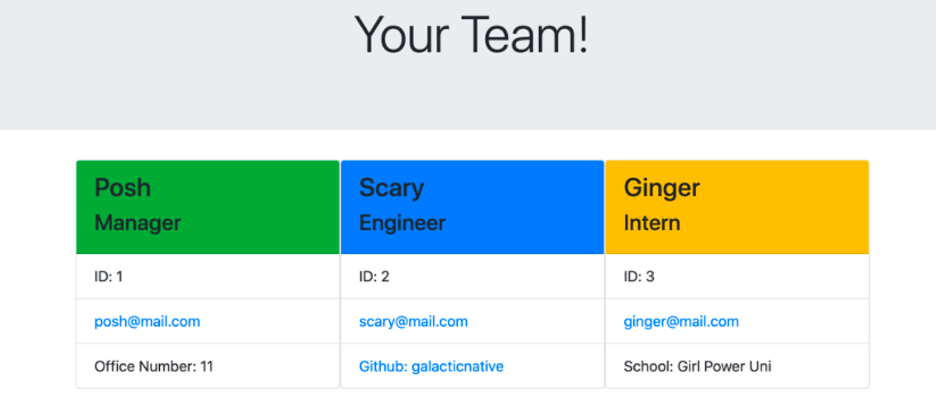 Your Team!
Posh
Manager
ID: 1
posh@mail.com
Office Number: 11
Scary
Engineer
ID: 2
scary@mail.com
Github: galacticnative
Ginger
Intern
ID: 3
ginger@mail.com
School: Girl Power Uni